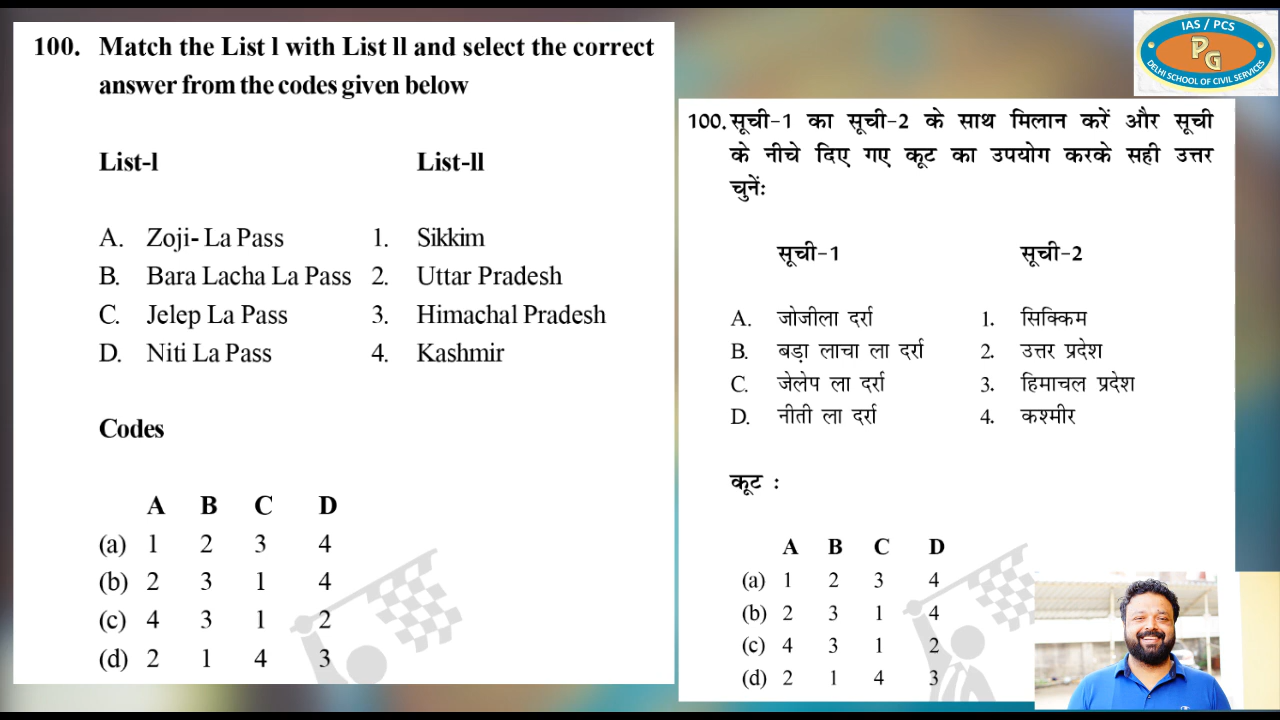 100. Match the List l with List ll and select the correct
answer from the codes given below
List-l List-ll
A. Zoji- La Pass 1. Sikkim
B. Bara Lacha La Pass 2. Uttar Pradesh
C. Jelep La Pass 3. Himachal Pradesh
D. Niti La Pass 4. Kashmir
Codes
A B C D
(a) 1 2 3 4
(b) 2 3 1 4
(c) 4 3 1 2
(d) 2 1 4 3
IAS / PCS
PG
DELHI SCHOOL OF CIVIL SERVICES
100. सूची-1 का सूची-2 के साथ मिलान करें और सूची
के नीचे दिए गए कूट का उपयोग करके सही उत्तर
चुनेंः
सूची-1 सूची-2
A. जोजीला दर्रा 1. सिक्किम
B. बड़ा लाचा ला दर्रा 2. उत्तर प्रदेश
C. जेलेप ला दर्रा 3. हिमाचल प्रदेश
D. नीती ला दर्रा 4. कश्मीर
कूट :
A B C D
(a) 1 2 3 4
(b) 2 3 1 4
(c) 4 3 1 2
(d) 2 1 4 3